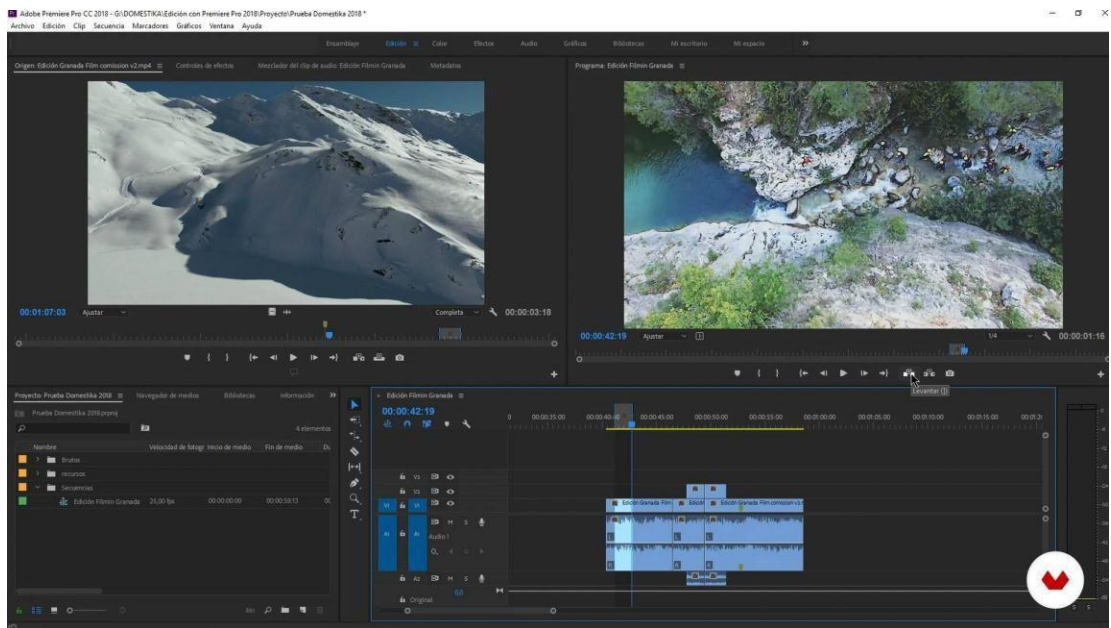 Adobe Premiere Pro CC 2018 - G:\DOMESTIKA\Edición con Premiere Pro 2018\Proyecto\Prueba Domestika 2018 *
Archivo Edición Clip Secuencia Marcadores Gráficos Ventana Ayuda
Ensamblaje Edición Color Efectos Audio Gráficos Bibliotecas Mi escritorio Mi espacio
Origen: Edición Granada Film comission v2.mp4 Controles de efectos Mezclador del clip de audio: Edición Filmin Granada Metadatos
Programa: Edición Filmin Granada
00:01:07:03 Ajustar Completa 00:00:03:18
00:00:42:19 Ajustar 1/4 00:00:01:16
Levantar (;)
Proyecto: Prueba Domestika 2018 Navegador de medios Bibliotecas Información
Prueba Domestika 2018.prproj
4 elementos
Nombre Velocidad de fotogr Inicio de medio Fin de medio
Brutos
recursos
Secuencias
Edición Filmin Granada 25,00 fps 00:00:00:00 00:00:59:13
Edición Filmin Granada
00:00:42:19
00:00:35:00 00:00:45:00 00:00:50:00 00:00:55:00 00:01:00:00 00:01:05:00 00:01:10:00 00:01:15:00
V3
V2
V1 V1 Edición Granada Film Edición Edición Granada Film comission v2.
A1 A1 M S
Audio 1
A2 M S
Original 0,0
S S